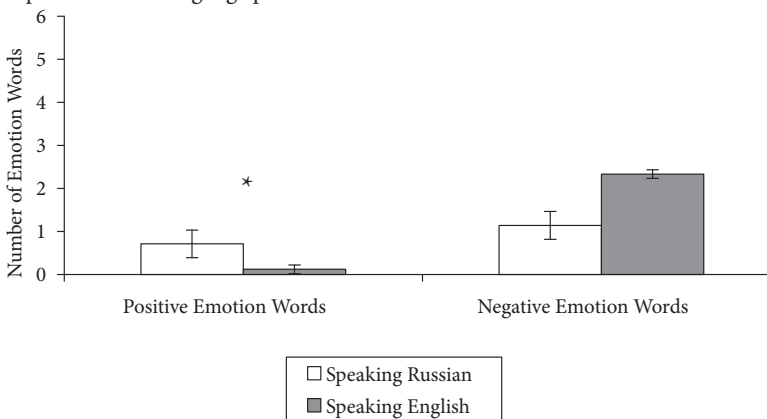 6
5
4
3
2
1
0
Number of Emotion Words
*
Positive Emotion Words
Negative Emotion Words
Speaking Russian
Speaking English